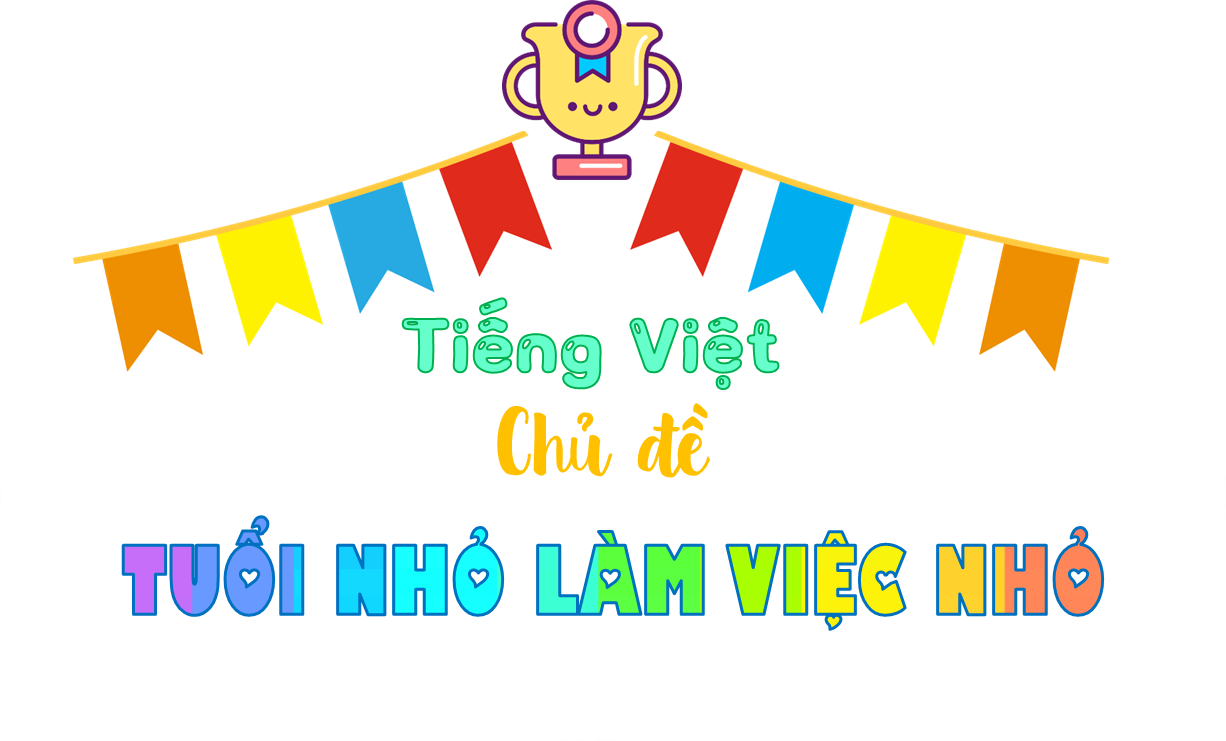 Tiếng Việt
Chủ đề
TUỔI NHỎ LÀM VIỆC NHỎ